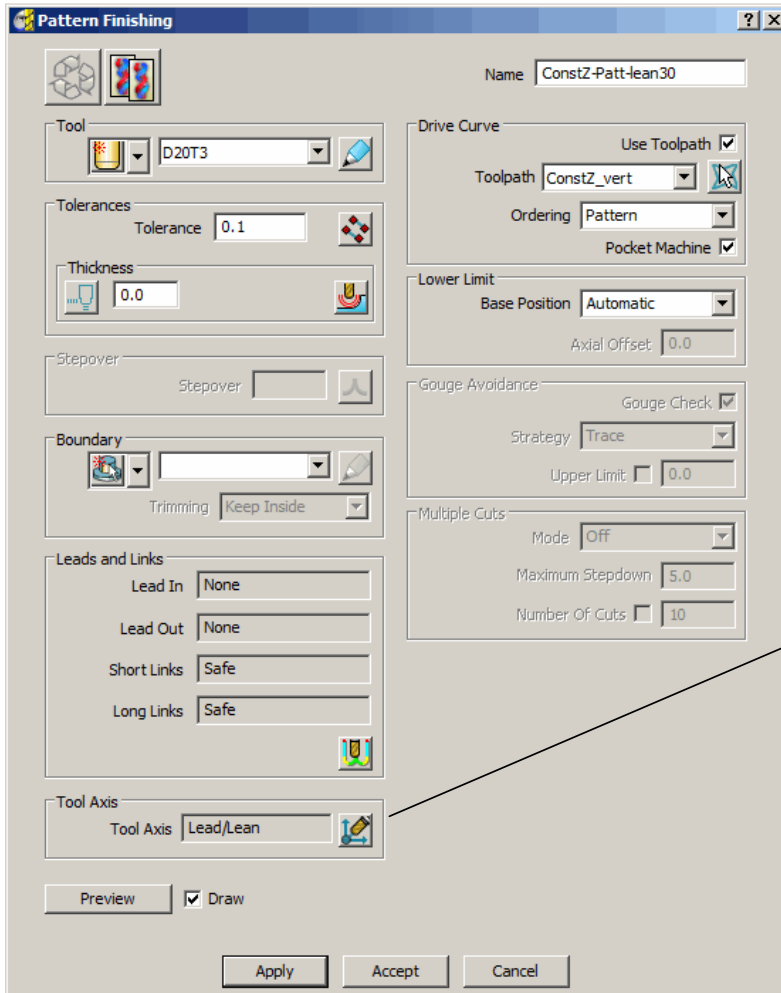 Pattern Finishing
Name ConstZ-Patt-lean30
Tool
D20T3
Tolerances
Tolerance 0.1
Thickness
0.0
Stepover
Stepover
Boundary
Trimming Keep Inside
Leads and Links
Lead In None
Lead Out None
Short Links Safe
Long Links Safe
Tool Axis
Tool Axis Lead/Lean
Preview Draw
Drive Curve
Use Toolpath
Toolpath ConstZ_vert
Ordering Pattern
Pocket Machine
Lower Limit
Base Position Automatic
Axial Offset 0.0
Gouge Avoidance
Gouge Check
Strategy Trace
Upper Limit 0.0
Multiple Cuts
Mode Off
Maximum Stepdown 5.0
Number Of Cuts 10
Apply Accept Cancel